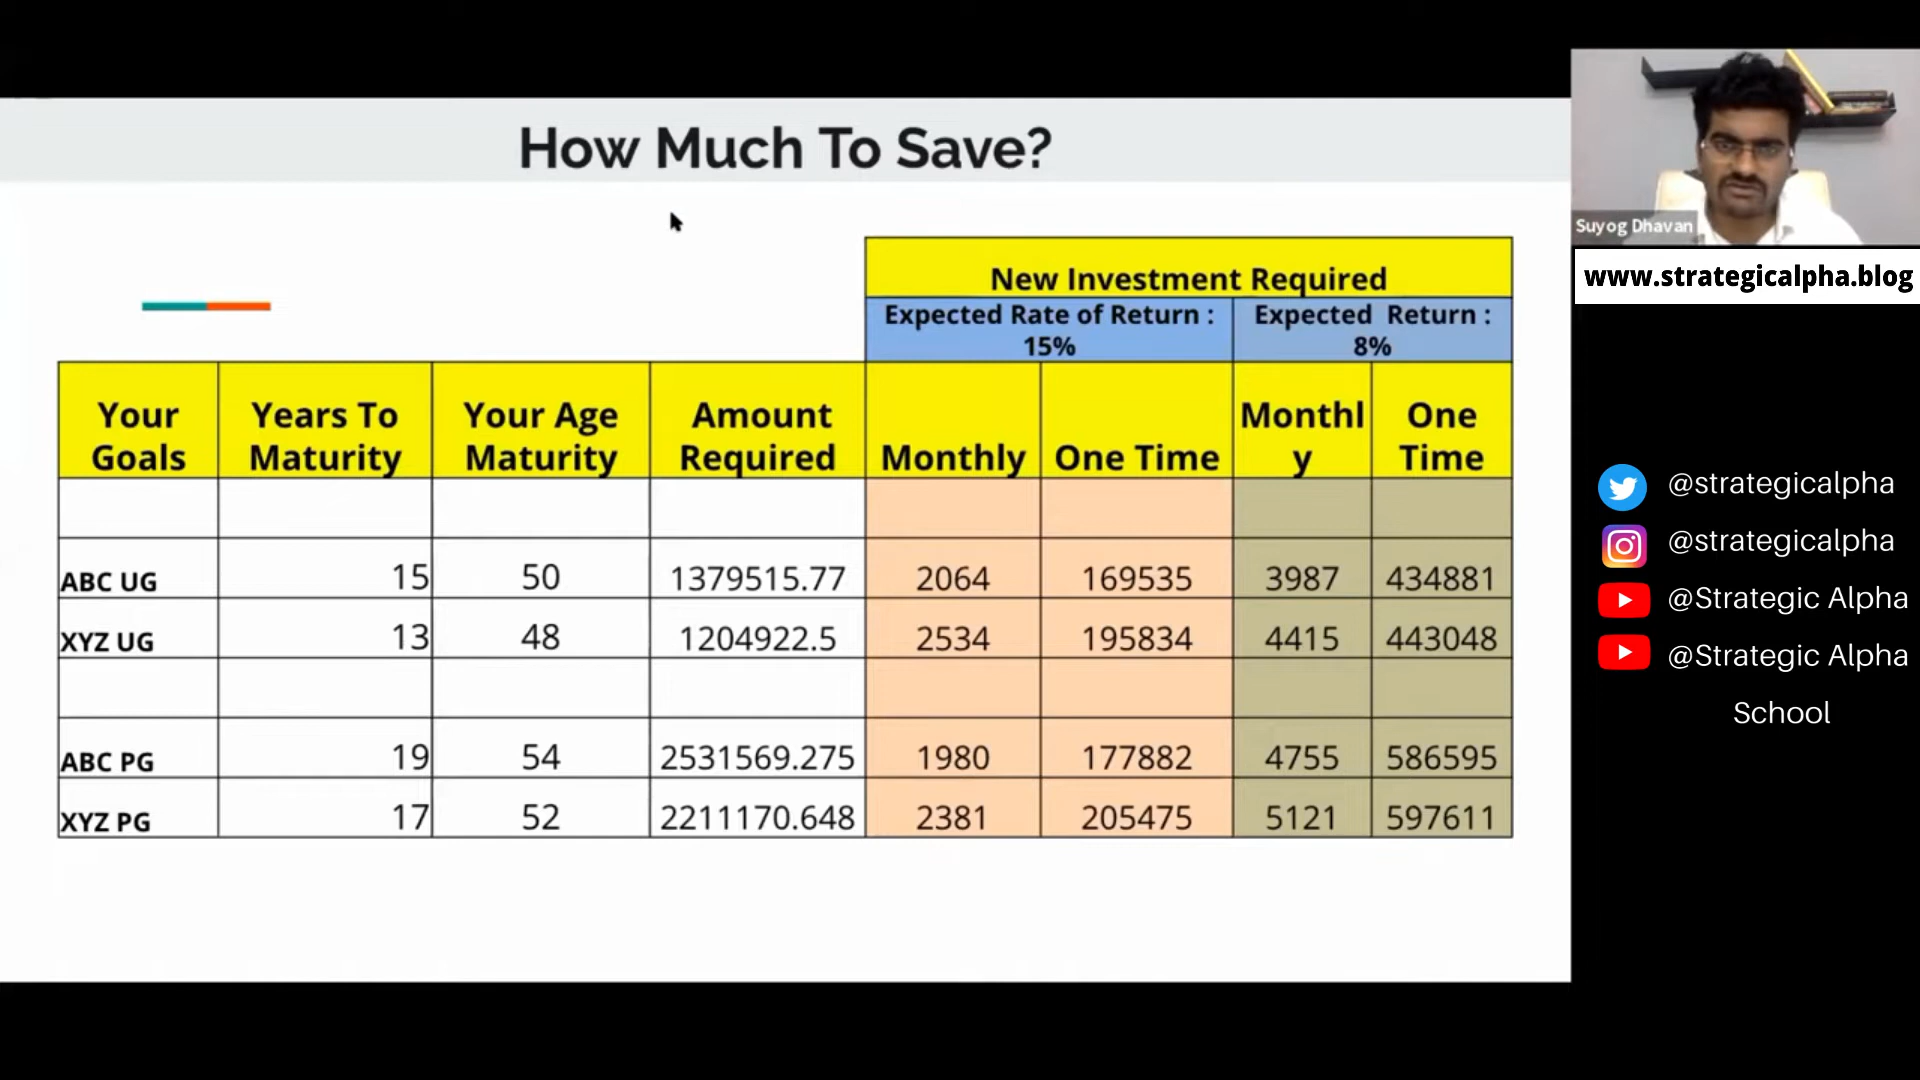 How Much To Save?
New Investment Required
Expected Rate of Return :
15%
Expected Return :
8%
Your
Goals
Years To
Maturity
Your Age
Maturity
Amount
Required
Monthly
One Time
Monthl
y
One
Time
ABC UG 15 50 1379515.77 2064 169535 3987 434881
XYZ UG 13 48 1204922.5 2534 195834 4415 443048
ABC PG 19 54 2531569.275 1980 177882 4755 586595
XYZ PG 17 52 2211170.648 2381 205475 5121 597611
Suyog Dhavan
www.strategicalpha.blog
@strategicalpha
@strategicalpha
@Strategic Alpha
@Strategic Alpha
School